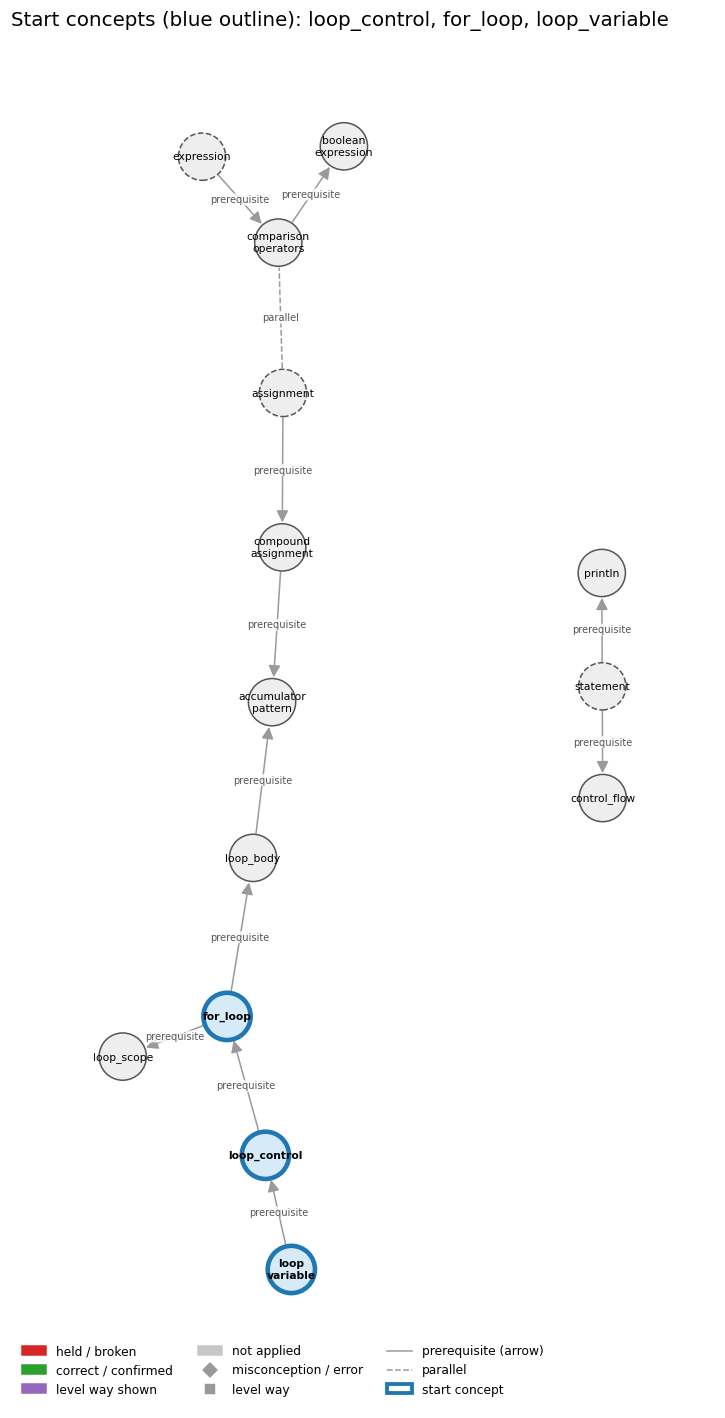 Start concepts (blue outline): loop_control, for_loop, loop_variable
expression
boolean
expression
prerequisite
prerequisite
comparison
operators
parallel
assignment
prerequisite
compound
assignment
println
prerequisite
prerequisite
statement
accumulator
pattern
prerequisite
prerequisite
control_flow
loop_body
prerequisite
for_loop
prerequisite
loop_scope
prerequisite
loop_control
prerequisite
loop
variable
held / broken
correct / confirmed
level way shown
not applied
misconception / error
level way
prerequisite (arrow)
parallel
start concept